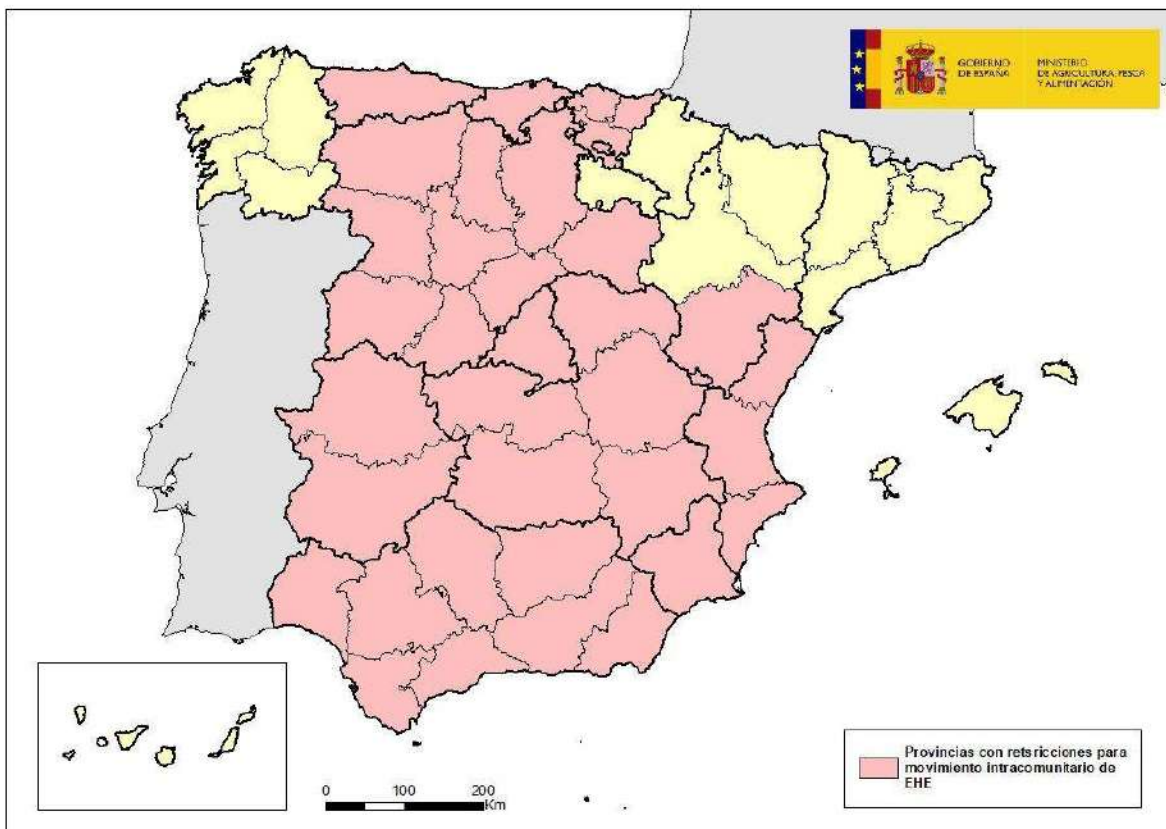 GOBIERNO
DE ESPAÑA
MINISTERIO
DE AGRICULTURA, PESCA
Y ALIMENTACIÓN
Provincias con retsricciones para
movimiento intracomunitario de
EHE
0 100 200
Km